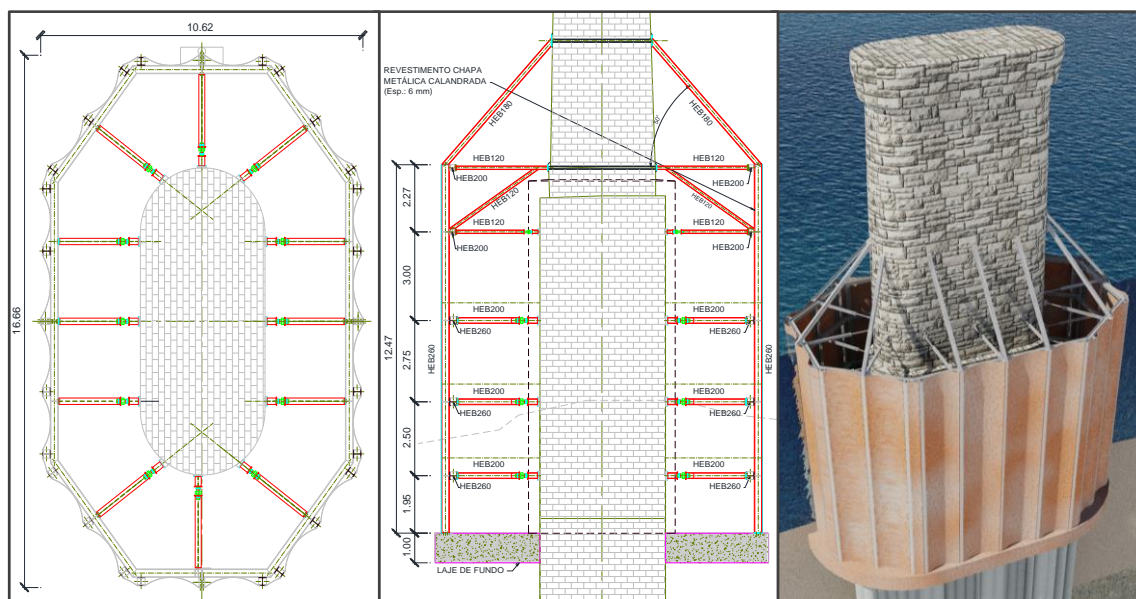 10.62
16.66
REVESTIMENTO CHAPA
METÁLICA CALANDRADA
(Esp.: 6 mm)
HEB180
HEB180
50°
HEB120
HEB120
HEB200
HEB200
HEB120
HEB120
HEB120
HEB120
HEB200
HEB200
2.27
3.00
HEB200
HEB200
HEB260
HEB260
12.47
HEB260
HEB260
2.75
HEB200
HEB200
HEB260
HEB260
2.50
HEB200
HEB200
HEB260
HEB260
1.95
1.00
LAJE DE FUNDO